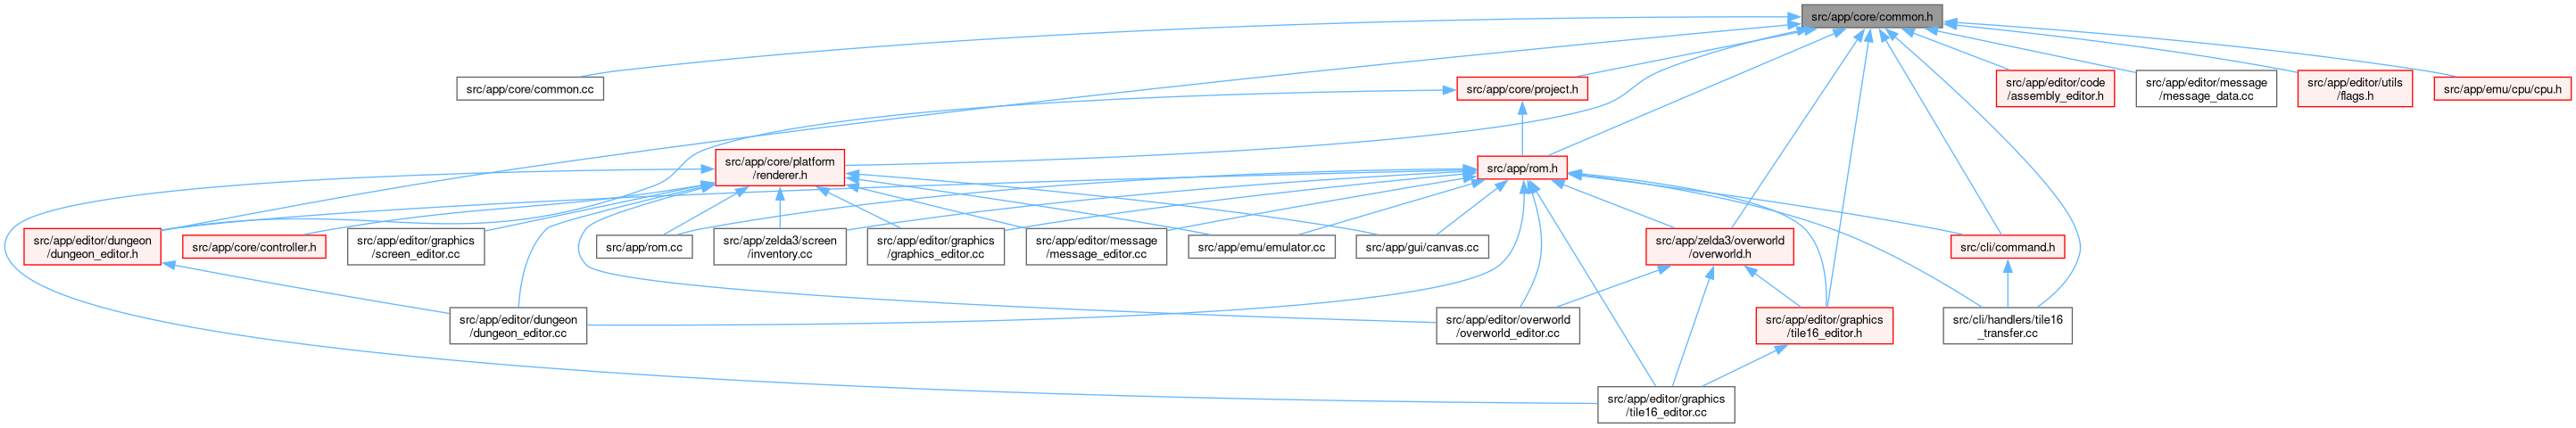 src/app/core/common.h
src/app/core/common.cc
src/app/core/project.h
src/app/editor/code
/assembly_editor.h
src/app/editor/message
/message_data.cc
src/app/editor/utils
/flags.h
src/app/emu/cpu/cpu.h
src/app/core/platform
/renderer.h
src/app/rom.h
src/app/editor/dungeon
/dungeon_editor.h
src/app/core/controller.h
src/app/editor/graphics
/screen_editor.cc
src/app/rom.cc
src/app/zelda3/screen
/inventory.cc
src/app/editor/graphics
/graphics_editor.cc
src/app/editor/message
/message_editor.cc
src/app/emu/emulator.cc
src/app/gui/canvas.cc
src/app/zelda3/overworld
/overworld.h
src/cli/command.h
src/app/editor/dungeon
/dungeon_editor.cc
src/app/editor/overworld
/overworld_editor.cc
src/app/editor/graphics
/tile16_editor.h
src/cli/handlers/tile16
_transfer.cc
src/app/editor/graphics
/tile16_editor.cc